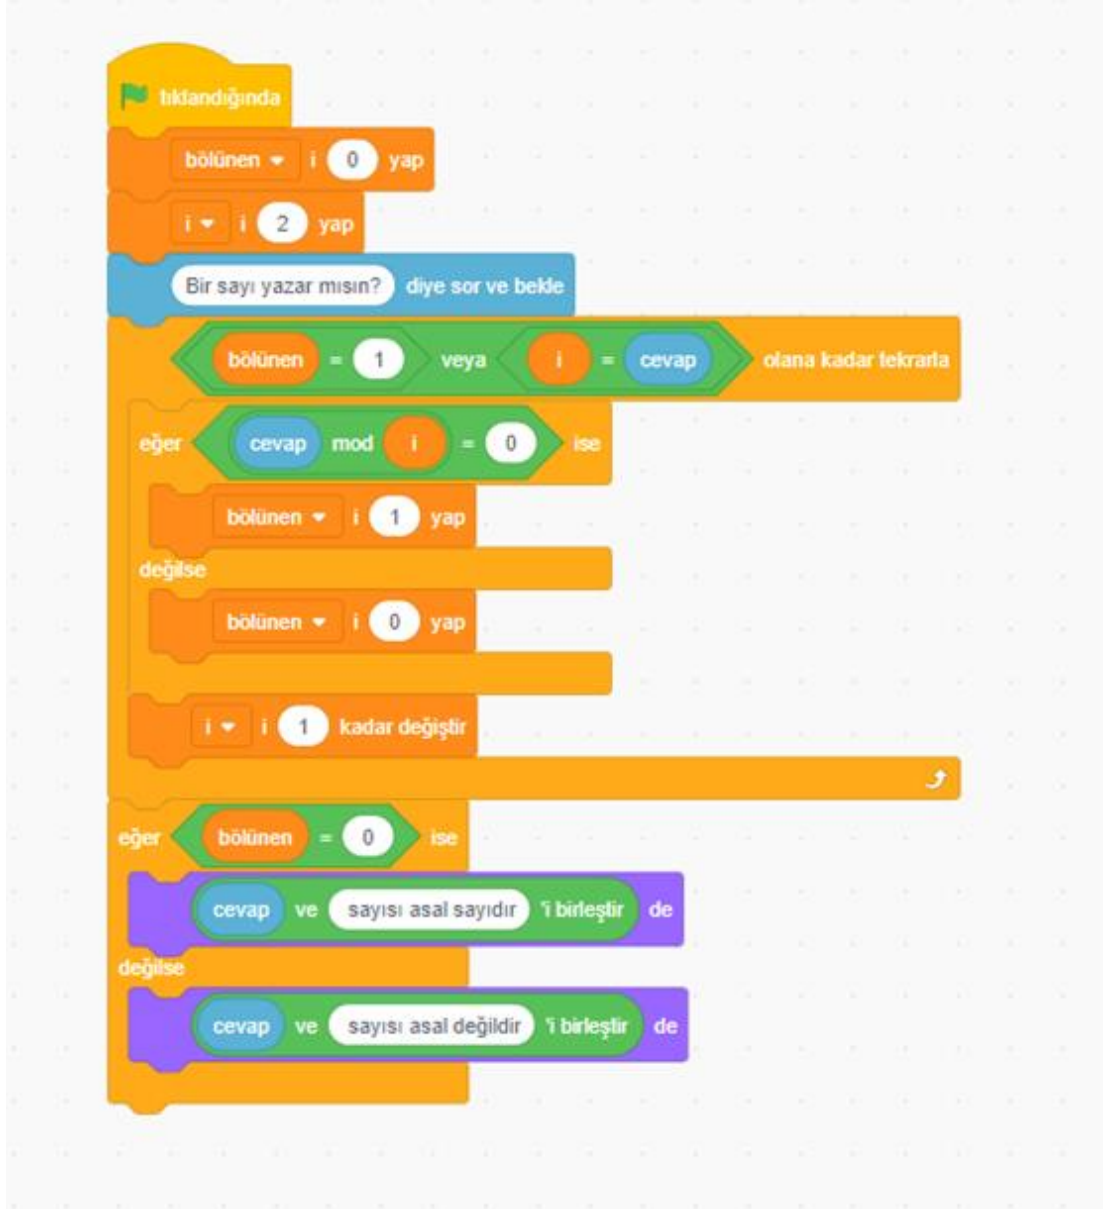 tıklandığında
bölünen i 0 yap
i i 2 yap
Bir sayı yazar mısın? diye sor ve bekle
bölünen = 1 veya i = cevap olana kadar tekrarla
eğer cevap mod i = 0 ise
bölünen i 1 yap
değilse
bölünen i 0 yap
i i 1 kadar değiştir
eğer bölünen = 0 ise
cevap ve sayısı asal sayıdır 'i birleştir de
değilse
cevap ve sayısı asal değildir 'i birleştir de